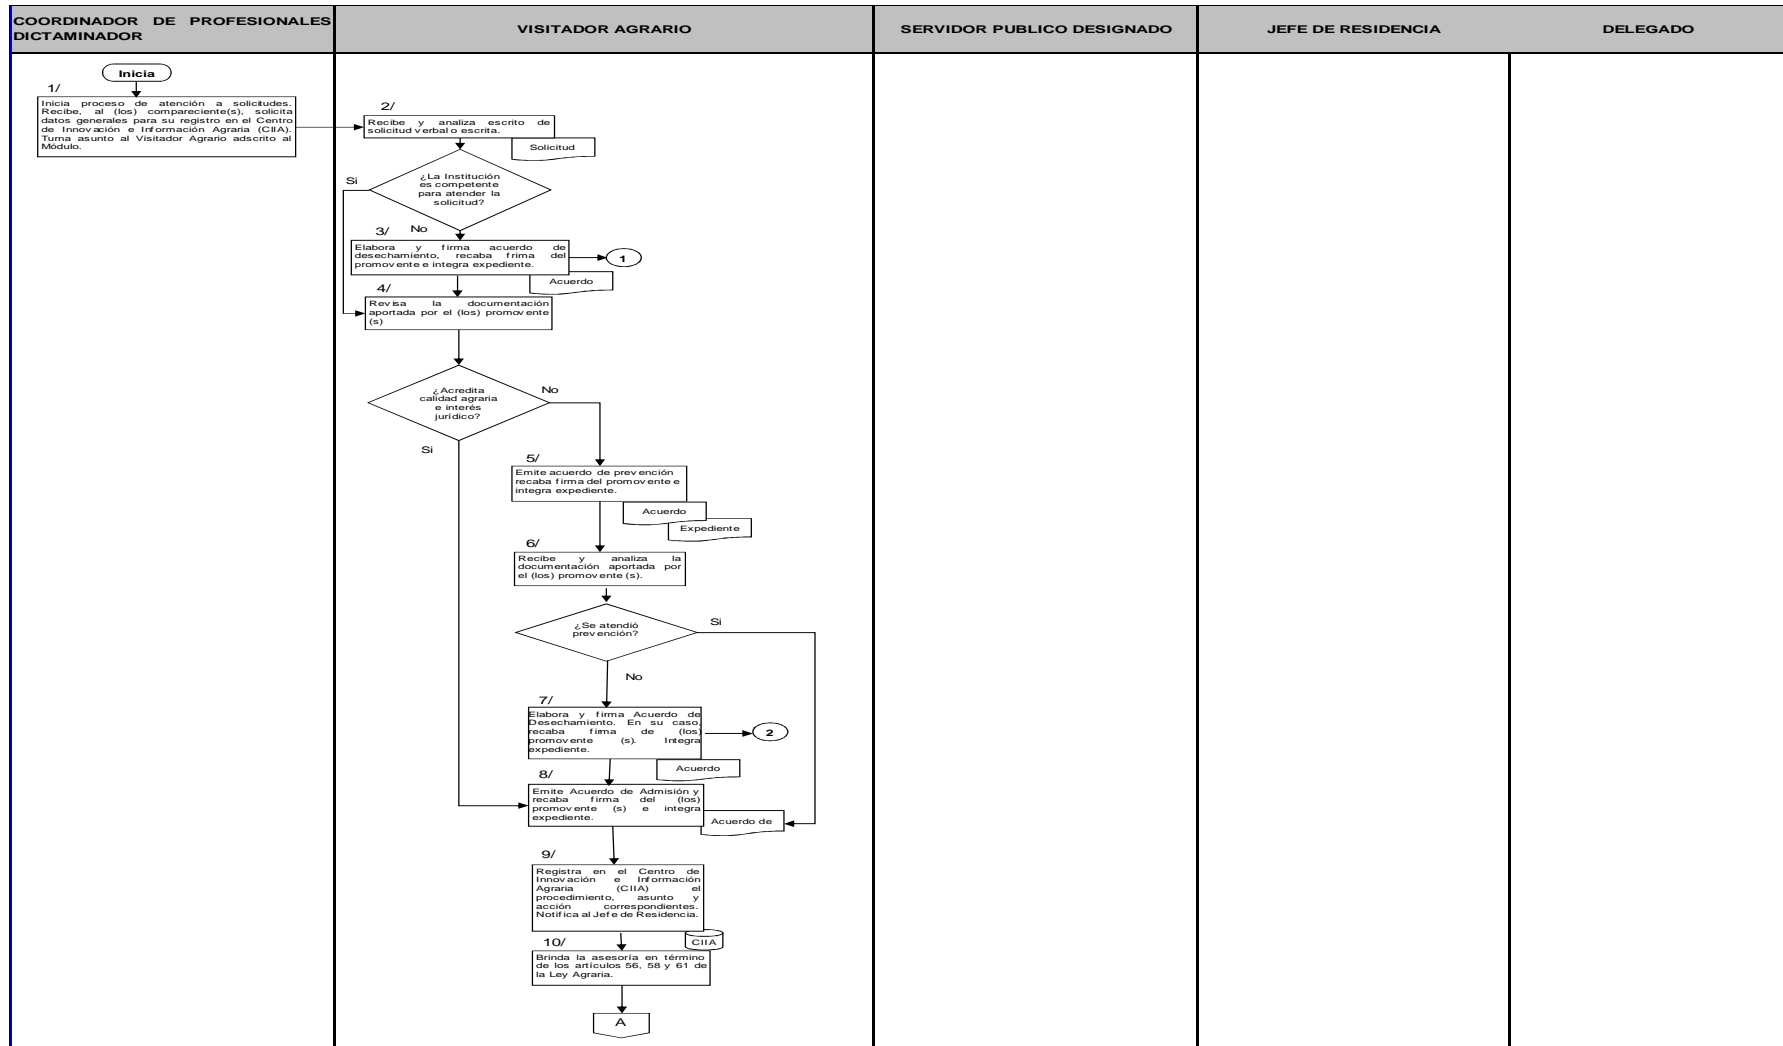 COORDINADOR DE PROFESIONALES
DICTAMINADOR
VISITADOR AGRARIO
SERVIDOR PUBLICO DESIGNADO
JEFE DE RESIDENCIA
DELEGADO
Inicia
1/
Inicia proceso de atención a solicitudes.
Recibe, al (los) compareciente(s), solicita
datos generales para su registro en el Centro
de Innovación e Información Agraria (CIIA).
Turna asunto al Visitador Agrario adscrito al
Módulo.
2/
Recibe y analiza escrito de
solicitud verbal o escrita.
Solicitud
¿La Institución
es competente
para atender la
solicitud?
Si
No
3/
Elabora y firma acuerdo de
desechamiento, recaba frima del
promovente e integra expediente.
1
Acuerdo
4/
Revisa la documentación
aportada por el (los) promovente
(s)
¿Acredita
calidad agraria
e interés
jurídico?
No
Si
5/
Emite acuerdo de prevención
recaba firma del promovente e
integra expediente.
Acuerdo
Expediente
6/
Recibe y analiza la
documentación aportada por
el (los) promovente (s).
¿Se atendió
prevención?
Si
No
7/
Elabora y firma Acuerdo de
Desechamiento. En su caso,
recaba firma de (los)
promovente (s). Integra
expediente.
2
Acuerdo
8/
Emite Acuerdo de Admisión y
recaba firma del (los)
promovente (s) e integra
expediente.
Acuerdo de
9/
Registra en el Centro de
Innovación e Información
Agraria (CIIA) el
procedimiento, asunto y
acción correspondientes.
Notifica al Jefe de Residencia.
CIIA
10/
Brinda la asesoría en término
de los artículos 56, 58 y 61 de
la Ley Agraria.
A